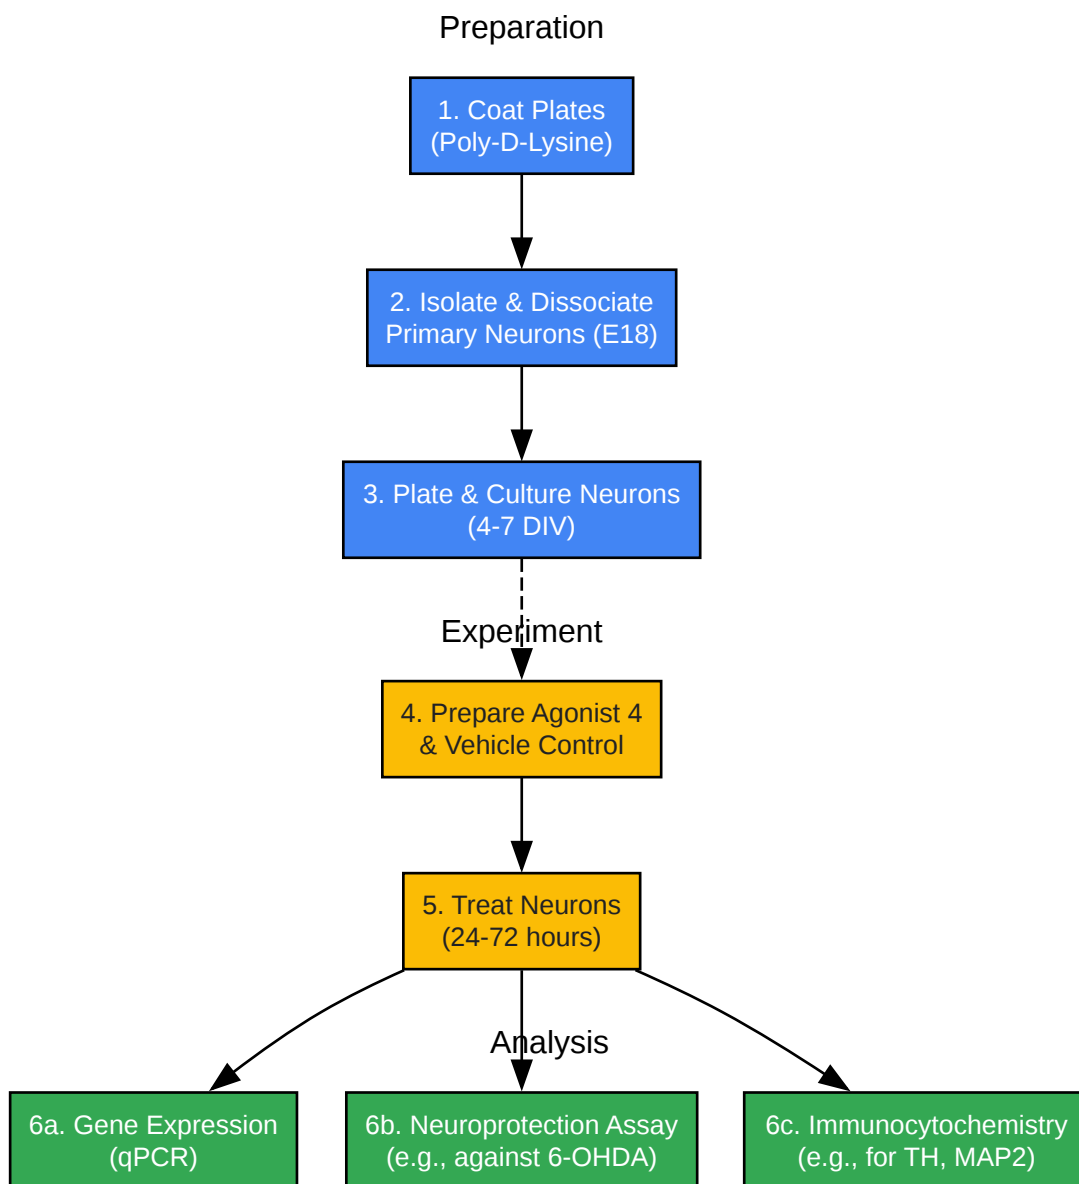 Preparation
1. Coat Plates
(Poly-D-Lysine)
2. Isolate & Dissociate
Primary Neurons (E18)
3. Plate & Culture Neurons
(4-7 DIV)
Experiment
4. Prepare Agonist 4
& Vehicle Control
5. Treat Neurons
(24-72 hours)
Analysis
6a. Gene Expression
(qPCR)
6b. Neuroprotection Assay
(e.g., against 6-OHDA)
6c. Immunocytochemistry
(e.g., for TH, MAP2)